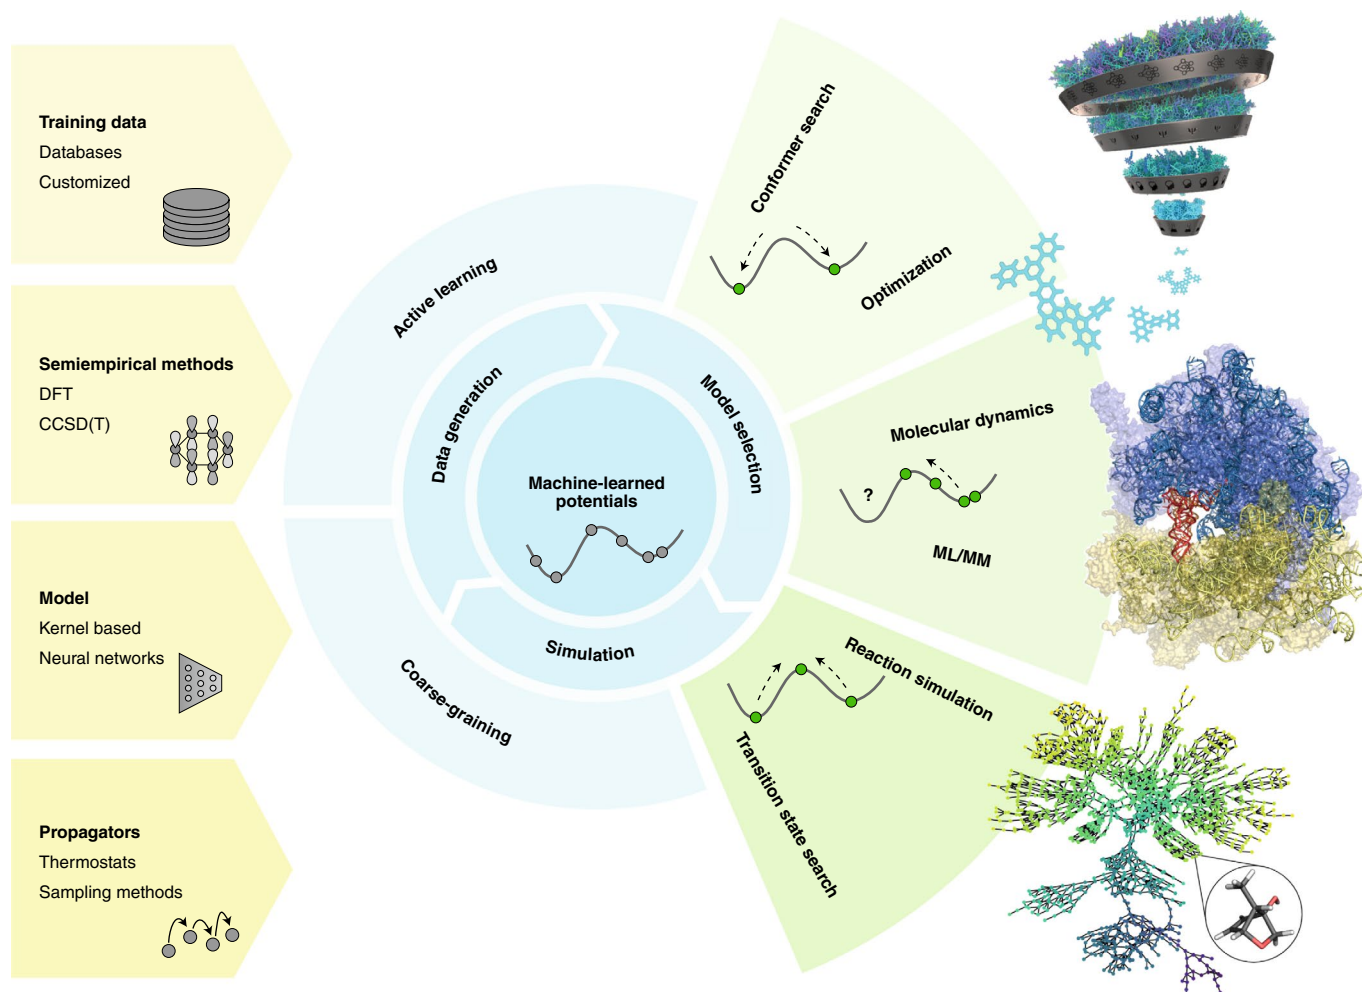 Training data
Databases
Customized
Semiempirical methods
DFT
CCSD(T)
Model
Kernel based
Neural networks
Propagators
Thermostats
Sampling methods
Active learning
Coarse-graining
Data generation
Model selection
Simulation
Machine-learned
potentials
Conformer search
Optimization
Molecular dynamics
?
ML/MM
Reaction simulation
Transition state search